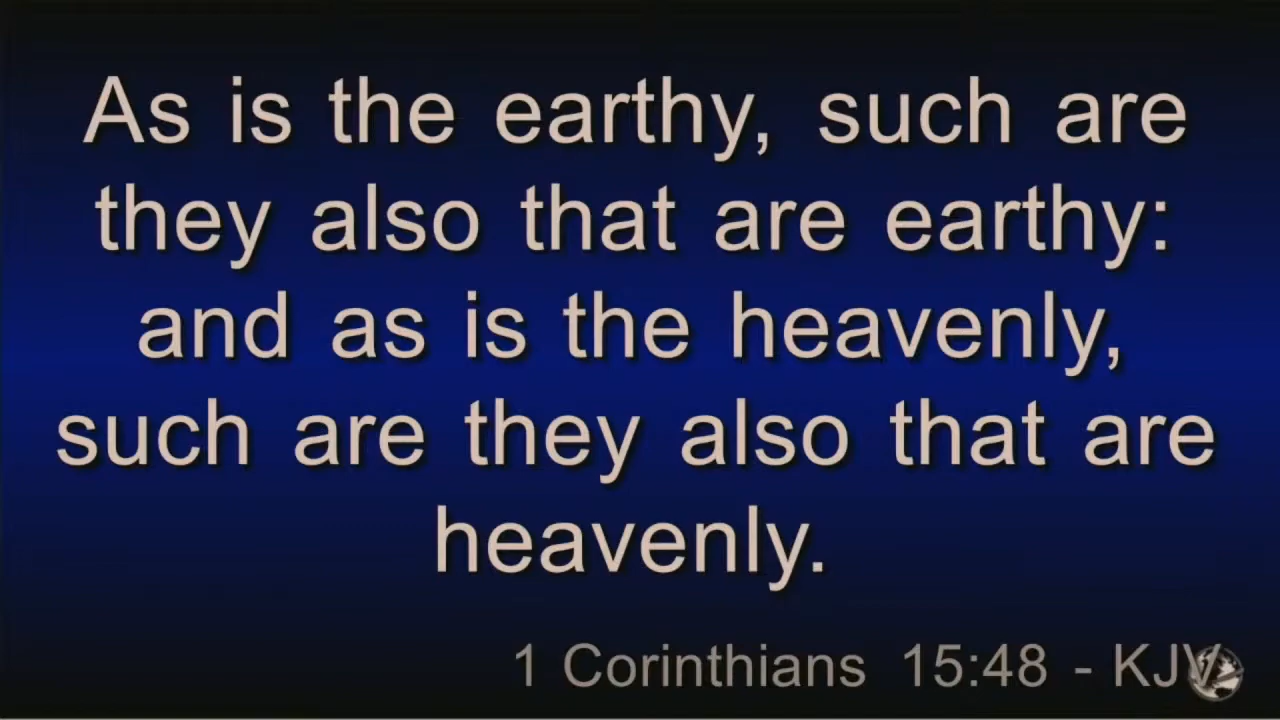 As is the earthy, such are
they also that are earthy:
and as is the heavenly,
such are they also that are
heavenly.
1 Corinthians 15:48 - KJV